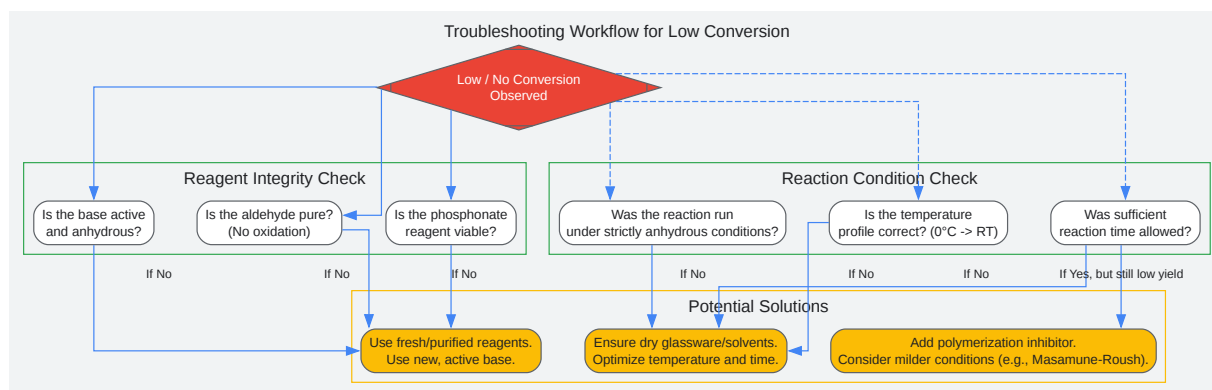 Troubleshooting Workflow for Low Conversion
Low / No Conversion
Observed
Reagent Integrity Check
Reaction Condition Check
Is the base active
and anhydrous?
Is the aldehyde pure?
(No oxidation)
Is the phosphonate
reagent viable?
Was the reaction run
under strictly anhydrous conditions?
Is the temperature
profile correct? (0°C -> RT)
Was sufficient
reaction time allowed?
If No
If No
If No
If No
If No
If No
If Yes, but still low yield
Potential Solutions
Use fresh/purified reagents.
Use new, active base.
Ensure dry glassware/solvents.
Optimize temperature and time.
Add polymerization inhibitor.
Consider milder conditions (e.g., Masamune-Roush).